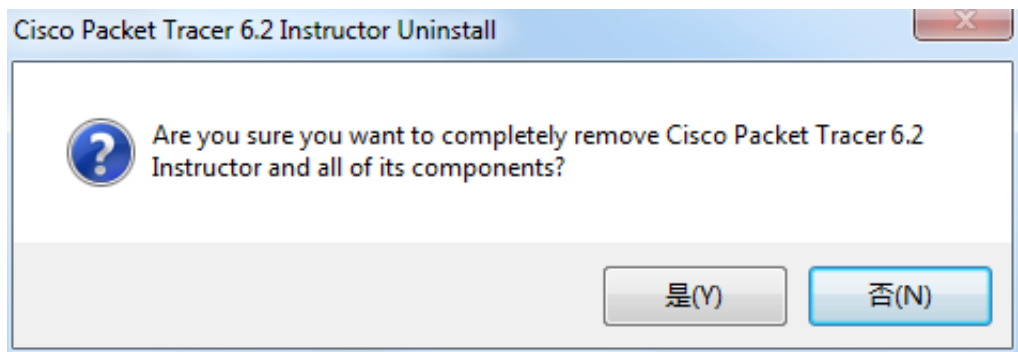 Cisco Packet Tracer 6.2 Instructor Uninstall
Are you sure you want to completely remove Cisco Packet Tracer 6.2
Instructor and all of its components?
是(Y)
否(N)